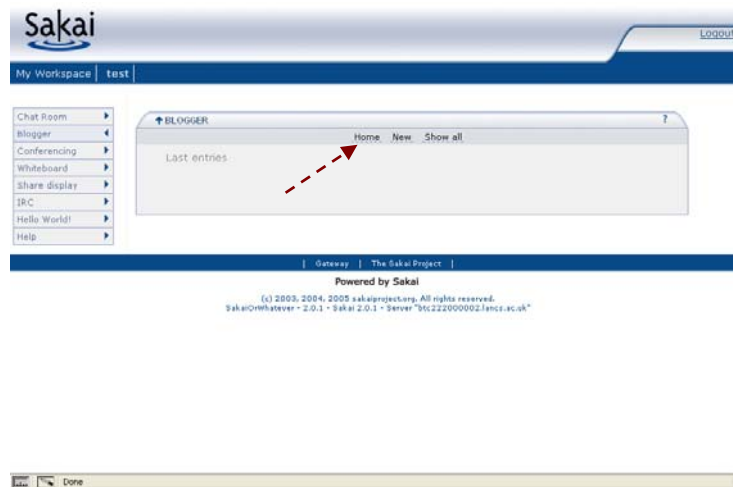 Sakai
Logout
My Workspace | test |
Chat Room
Blogger
Conferencing
Whiteboard
Share display
IRC
Hello World!
Help
BLOGGER ?
Home New Show all
Last entries
| Gateway | The Sakai Project |
Powered by Sakai
(c) 2003, 2004, 2005 sakaiproject.org. All rights reserved.
SakaiOrWhatever - 2.0.1 - Sakai 2.0.1 - Server "btc222000002.lancs.ac.uk"
Done